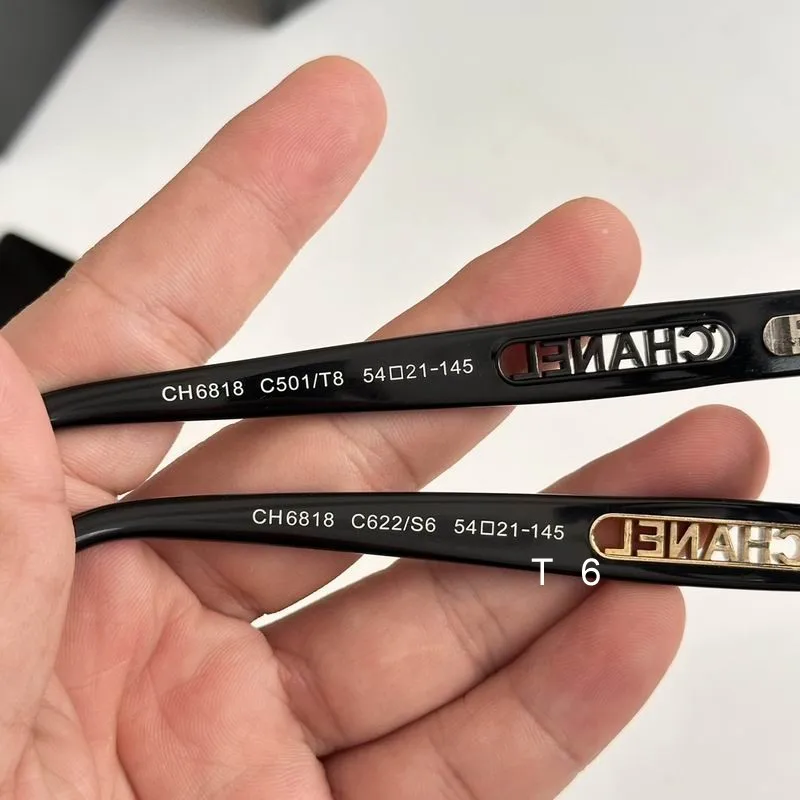 CH6818 C501/T8 54□21-145 CHANEL
CH6818 C622/S6 54□21-145 CHANEL
T 6